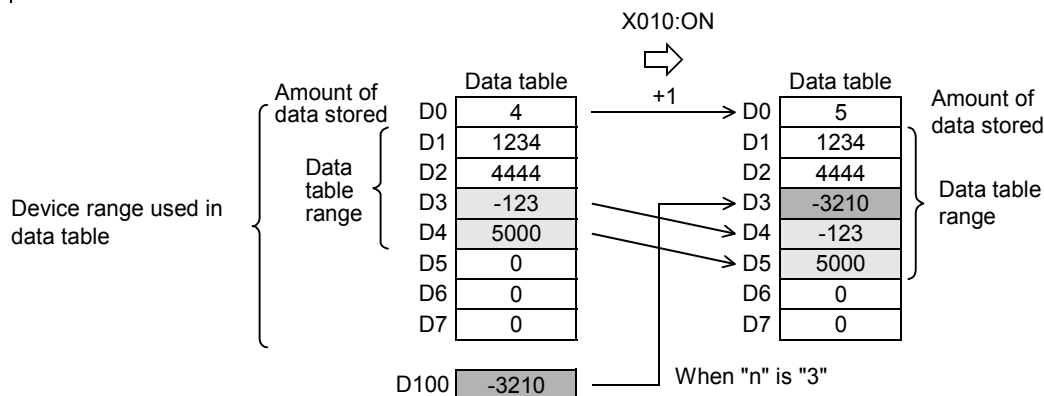 X010:ON
Data table
Data table
Amount of
data stored
+1
Amount of
data stored
D0 4
D0 5
D1 1234
D1 1234
D2 4444
D2 4444
D3 -123
D3 -3210
D4 5000
D4 -123
D5 0
D5 5000
D6 0
D6 0
D7 0
D7 0
Data
table
range
Data table
range
Device range used in
data table
D100 -3210
When "n" is "3"